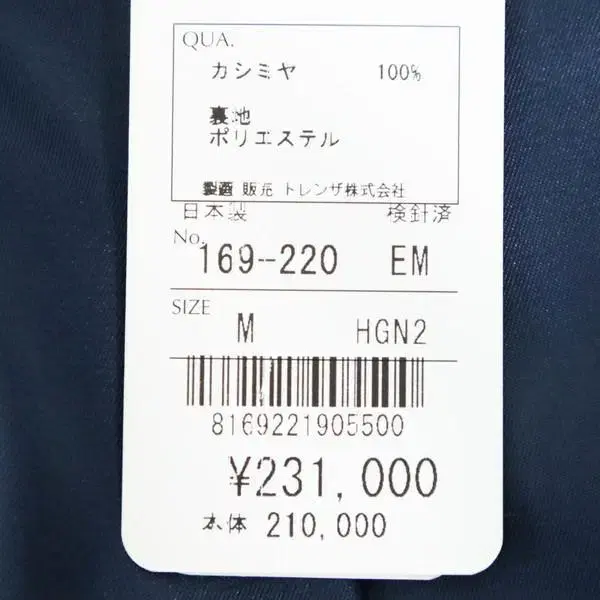 QUA.
カシミヤ 100%
裏地
ポリエステル
製造 販売 トレンザ株式会社
日本製 検針済
No. 169-220 EM
SIZE
M HGN2
8169221905500
¥231,000
本体 210,000